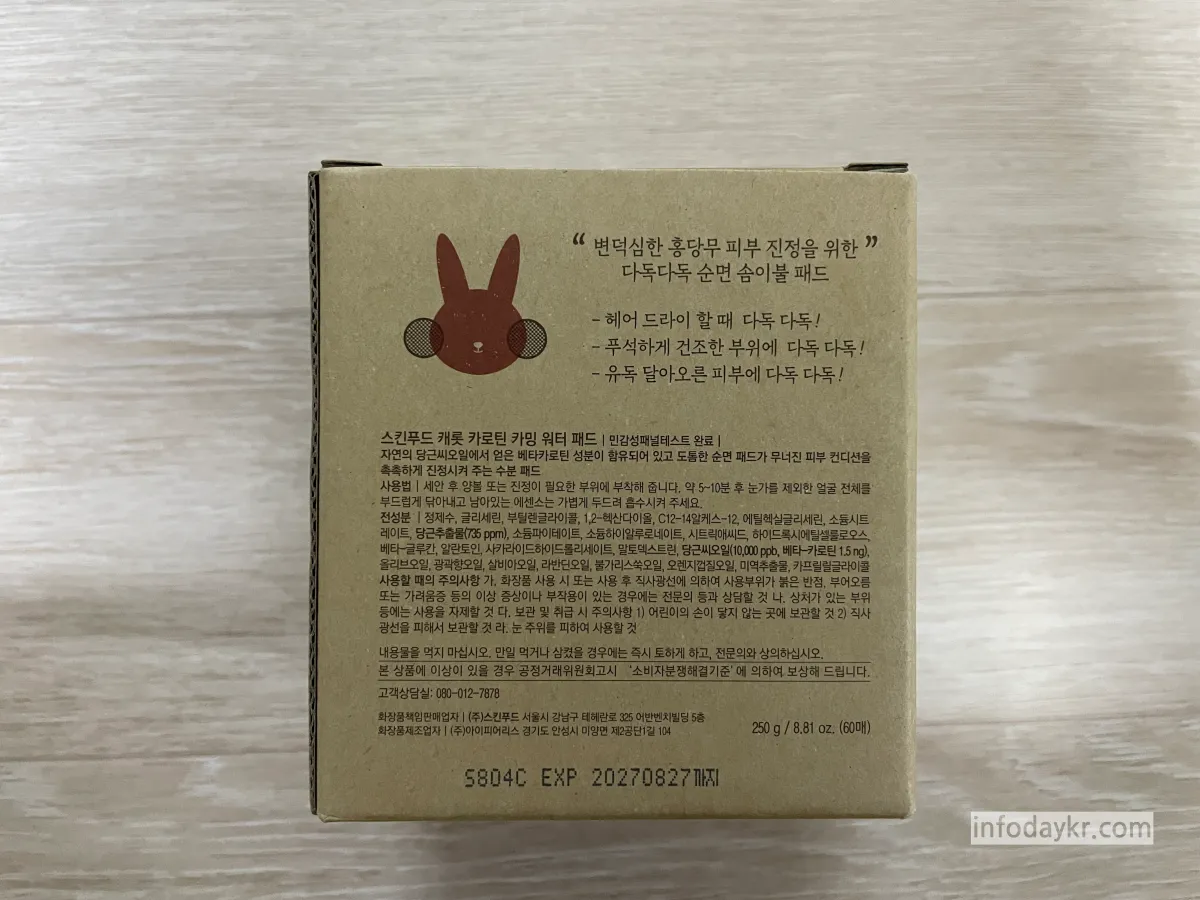 “ 변덕심한 홍당무 피부 진정을 위한 ”
다독다독 순면 솜이불 패드
- 헤어 드라이 할 때 다독 다독!
- 푸석하게 건조한 부위에 다독 다독!
- 유독 달아오른 피부에 다독 다독!
스킨푸드 캐롯 카로틴 카밍 워터 패드 | 민감성패널테스트 완료 |
자연의 당근씨오일에서 얻은 베타카로틴 성분이 함유되어 있고 도톰한 순면 패드가 무너진 피부 컨디션을
촉촉하게 진정시켜 주는 수분 패드
사용법 | 세안 후 양볼 또는 진정이 필요한 부위에 부착해 줍니다. 약 5~10분 후 눈가를 제외한 얼굴 전체를
부드럽게 닦아내고 남아있는 에센스는 가볍게 두드려 흡수시켜 주세요.
전성분 | 정제수, 글리세린, 부틸렌글라이콜, 1,2-헥산다이올, C12-14알케스-12, 에틸헥실글리세린, 소듐시트
레이트, 당근추출물(735 ppm), 소듐파이테이트, 소듐하이알루로네이트, 시트릭애씨드, 하이드록시에틸셀룰로오스,
베타-글루칸, 알란토인, 사카라이드하이드롤리세이트, 말토덱스트린, 당근씨오일(10,000 ppb, 베타-카로틴 1.5 ng),
올리브오일, 광곽향오일, 살비아오일, 라반딘오일, 불가리스쑥오일, 오렌지껍질오일, 미역추출물, 카프릴릴글라이콜
사용할 때의 주의사항 가. 화장품 사용 시 또는 사용 후 직사광선에 의하여 사용부위가 붉은 반점, 부어오름
또는 가려움증 등의 이상 증상이나 부작용이 있는 경우에는 전문의 등과 상담할 것 나. 상처가 있는 부위
등에는 사용을 자제할 것 다. 보관 및 취급 시 주의사항 1) 어린이의 손이 닿지 않는 곳에 보관할 것 2) 직사
광선을 피해서 보관할 것 라. 눈 주위를 피하여 사용할 것
내용물을 먹지 마십시오. 만일 먹거나 삼켰을 경우에는 즉시 토하게 하고, 전문의와 상의하십시오.
본 상품에 이상이 있을 경우 공정거래위원회고시 '소비자분쟁해결기준'에 의하여 보상해 드립니다.
고객상담실: 080-012-7878
화장품책임판매업자 | (주)스킨푸드 서울시 강남구 테헤란로 325 어반벤치빌딩 5층
화장품제조업자 | (주)아이피어리스 경기도 안성시 미양면 제2공단1길 104
250 g / 8.81 oz. (60매)
S804C EXP 20270827까지
infodaykr.com